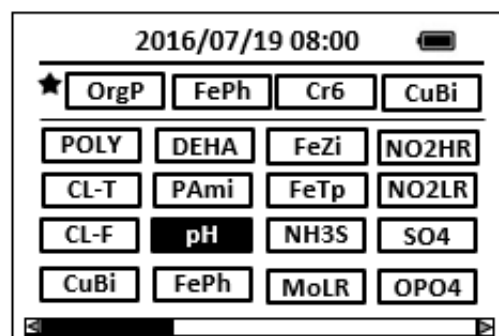 2016/07/19 08:00
OrgP FePh Cr6 CuBi
POLY DEHA FeZi NO2HR
CL-T PAmi FeTp NO2LR
CL-F pH NH3S SO4
CuBi FePh MoLR OPO4